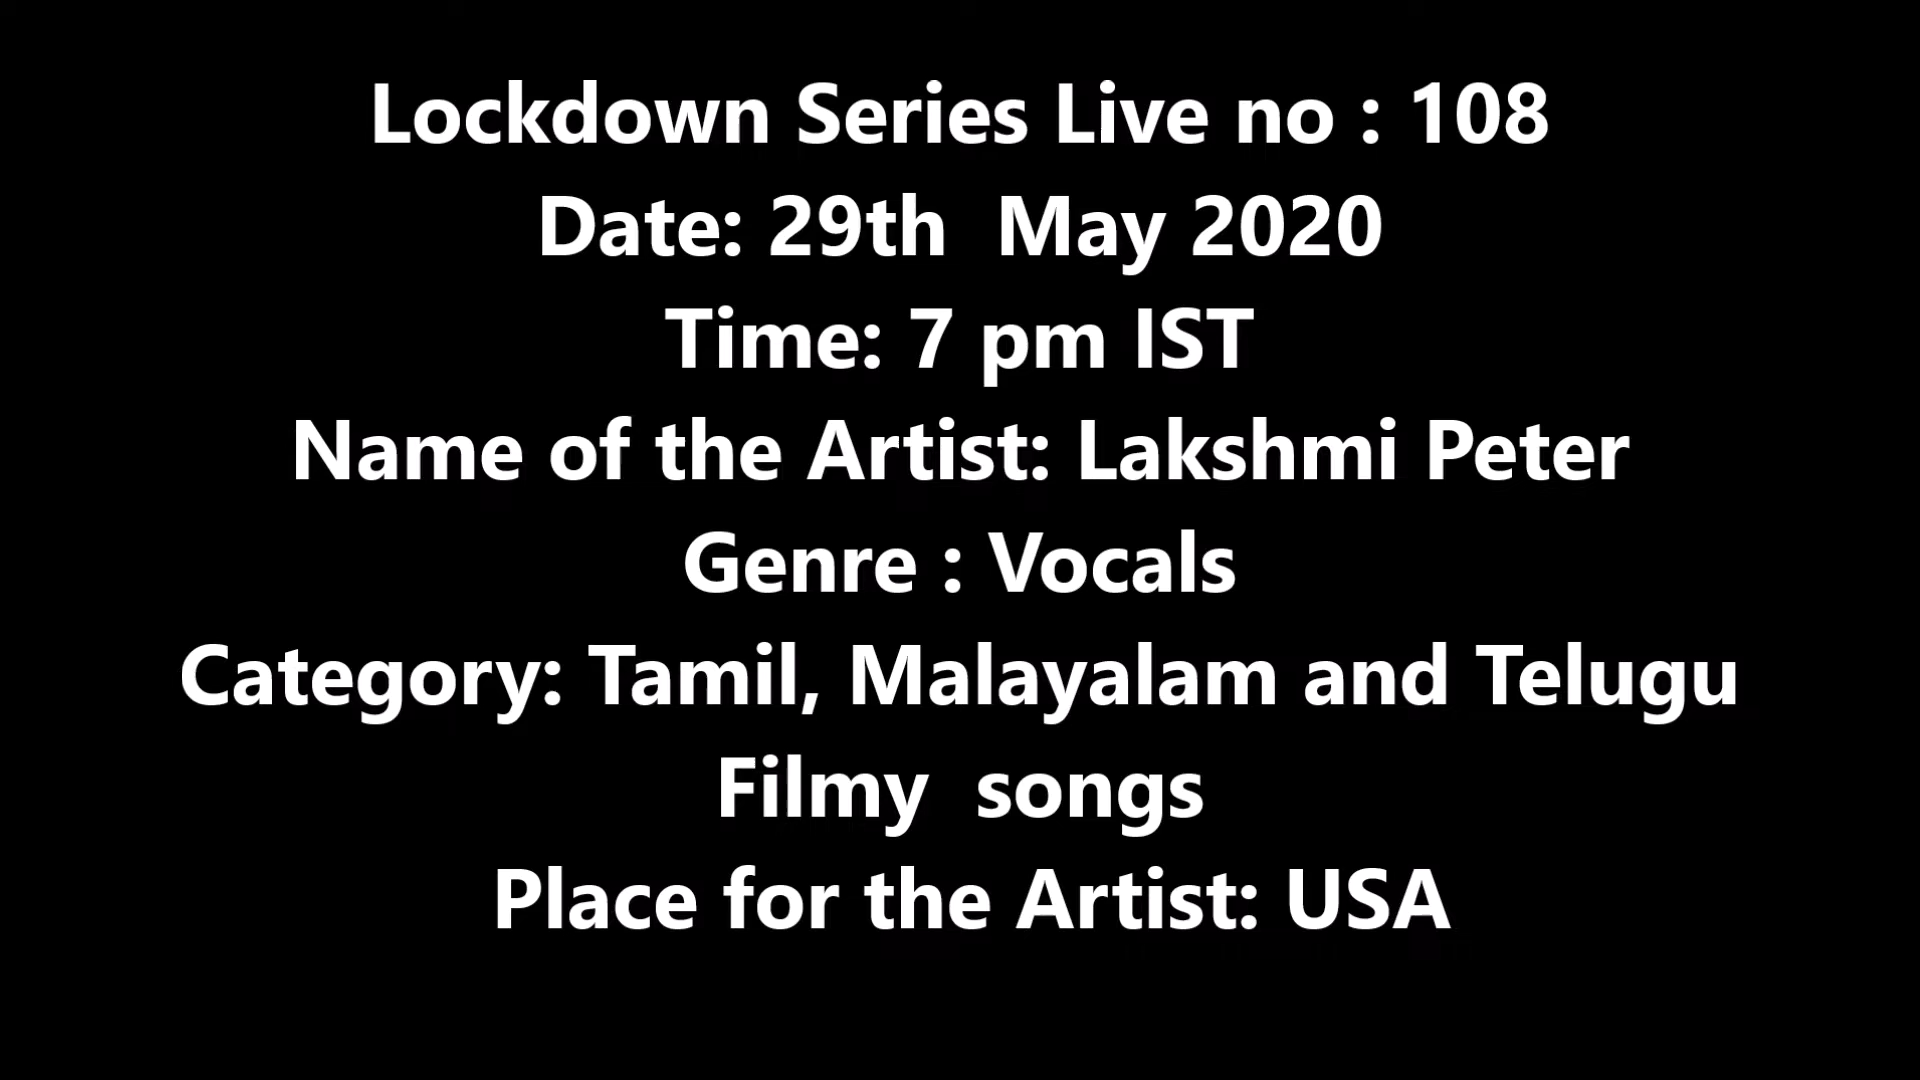 Lockdown Series Live no : 108
Date: 29th  May 2020
Time: 7 pm IST
Name of the Artist: Lakshmi Peter
Genre : Vocals
Category: Tamil, Malayalam and Telugu
Filmy  songs
Place for the Artist: USA